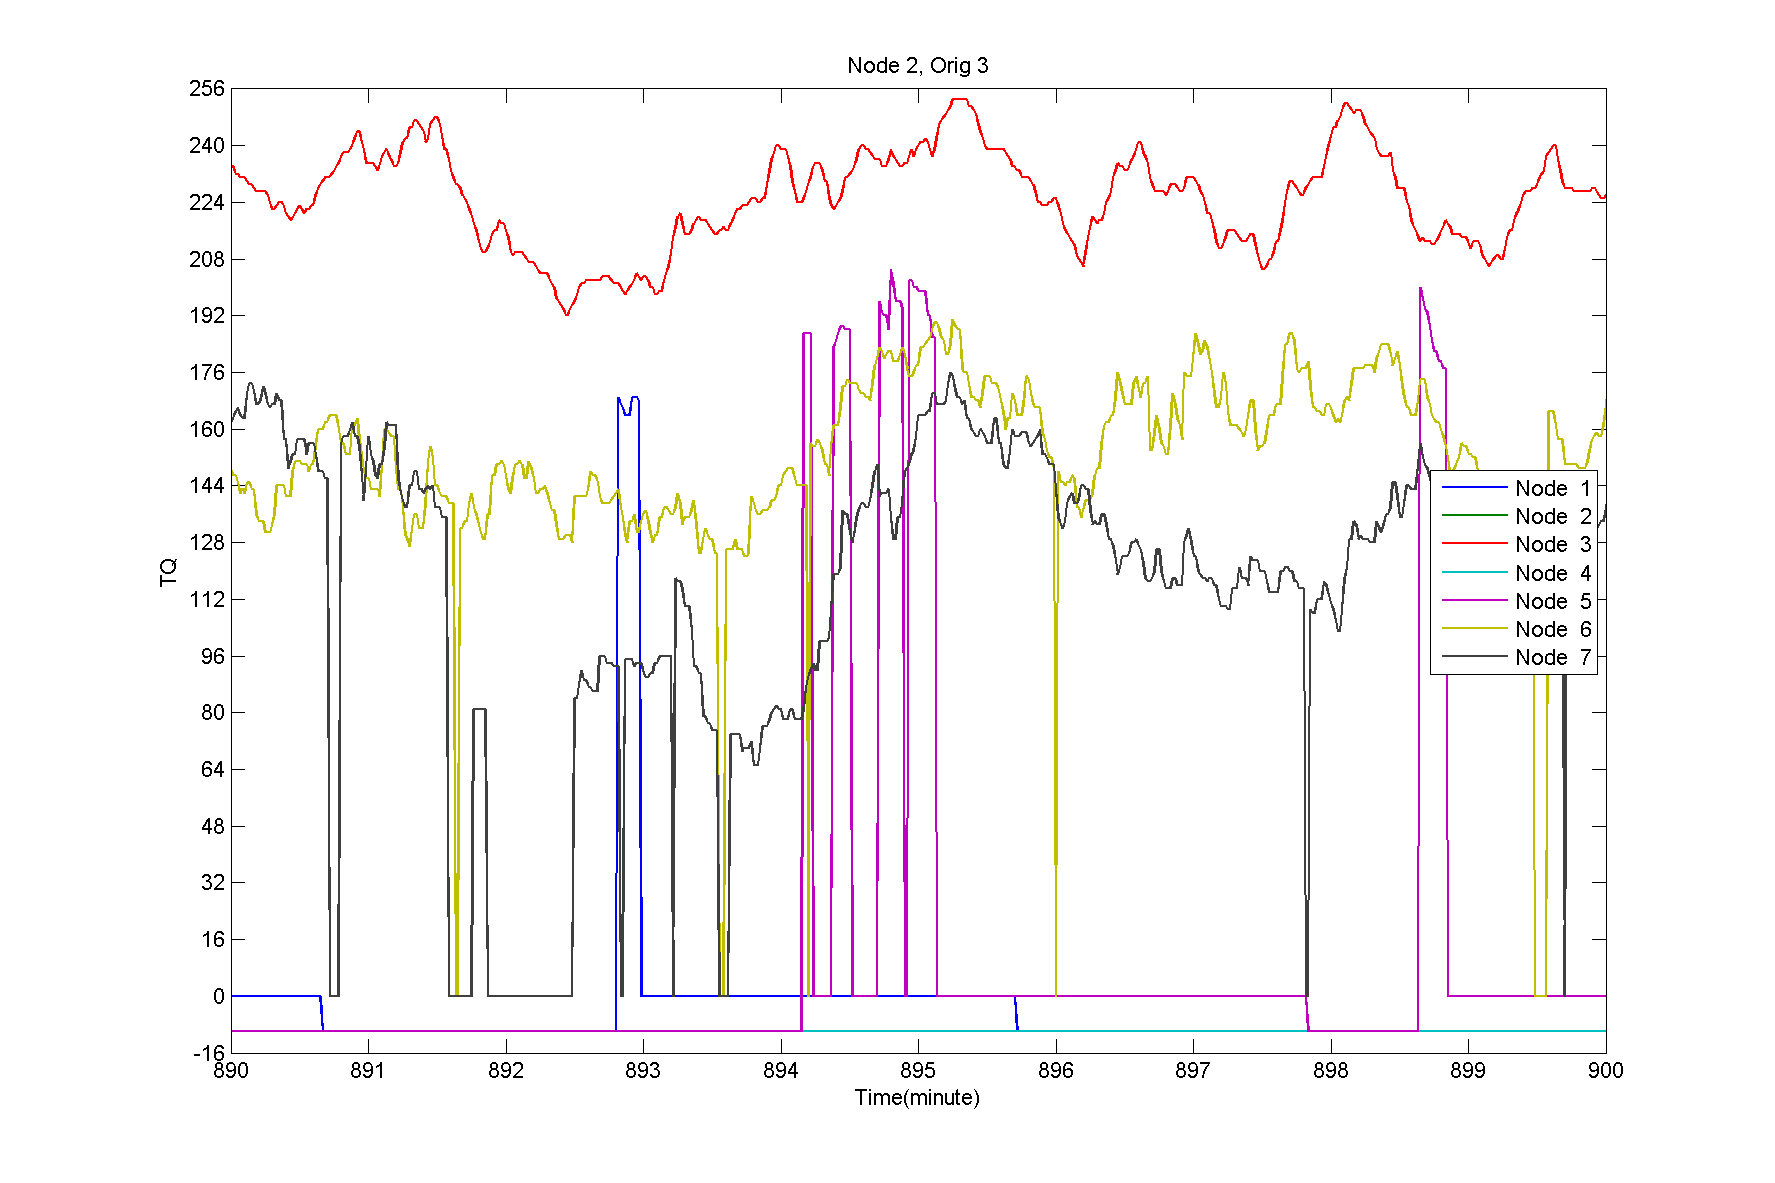 Node 2, Orig 3
256
240
224
208
192
176
160
144
128
112
96
80
64
48
32
16
0
-16
TQ
890 891 892 893 894 895 896 897 898 899 900
Time(minute)
Node 1
Node 2
Node 3
Node 4
Node 5
Node 6
Node 7